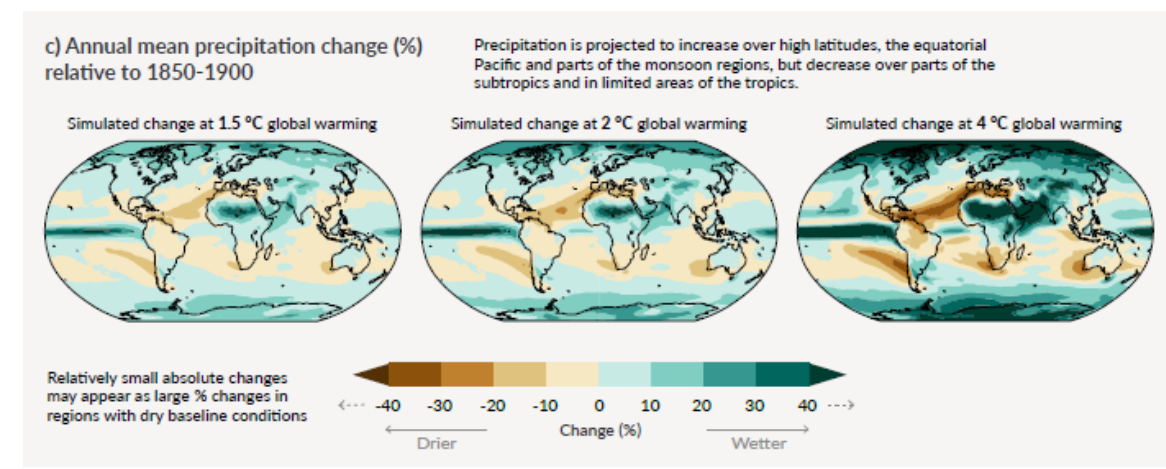 c) Annual mean precipitation change (%)
relative to 1850-1900
Precipitation is projected to increase over high latitudes, the equatorial
Pacific and parts of the monsoon regions, but decrease over parts of the
subtropics and in limited areas of the tropics.
Simulated change at 1.5 °C global warming
Simulated change at 2 °C global warming
Simulated change at 4 °C global warming
Relatively small absolute changes
may appear as large % changes in
regions with dry baseline conditions
-40 -30 -20 -10 0 10 20 30 40
Change (%)
Drier
Wetter